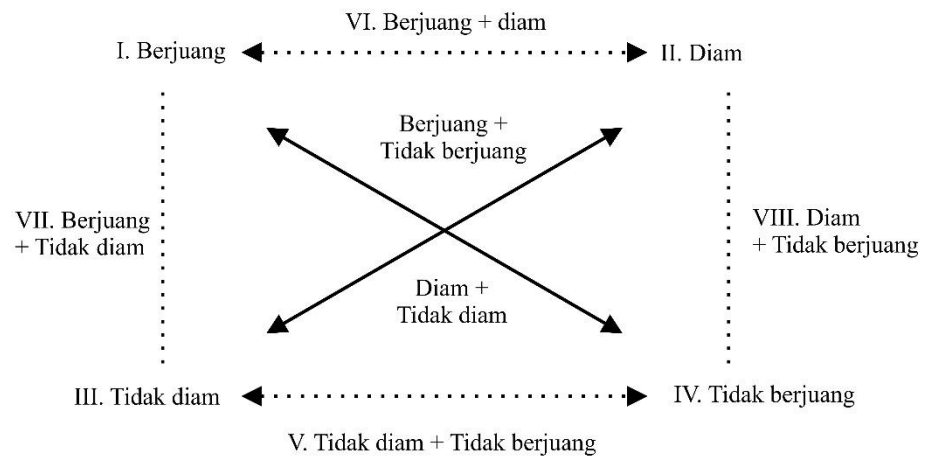 VI. Berjuang + diam
I. Berjuang
II. Diam
Berjuang +
Tidak berjuang
VII. Berjuang
+ Tidak diam
VIII. Diam
+ Tidak berjuang
Diam +
Tidak diam
III. Tidak diam
IV. Tidak berjuang
V. Tidak diam + Tidak berjuang